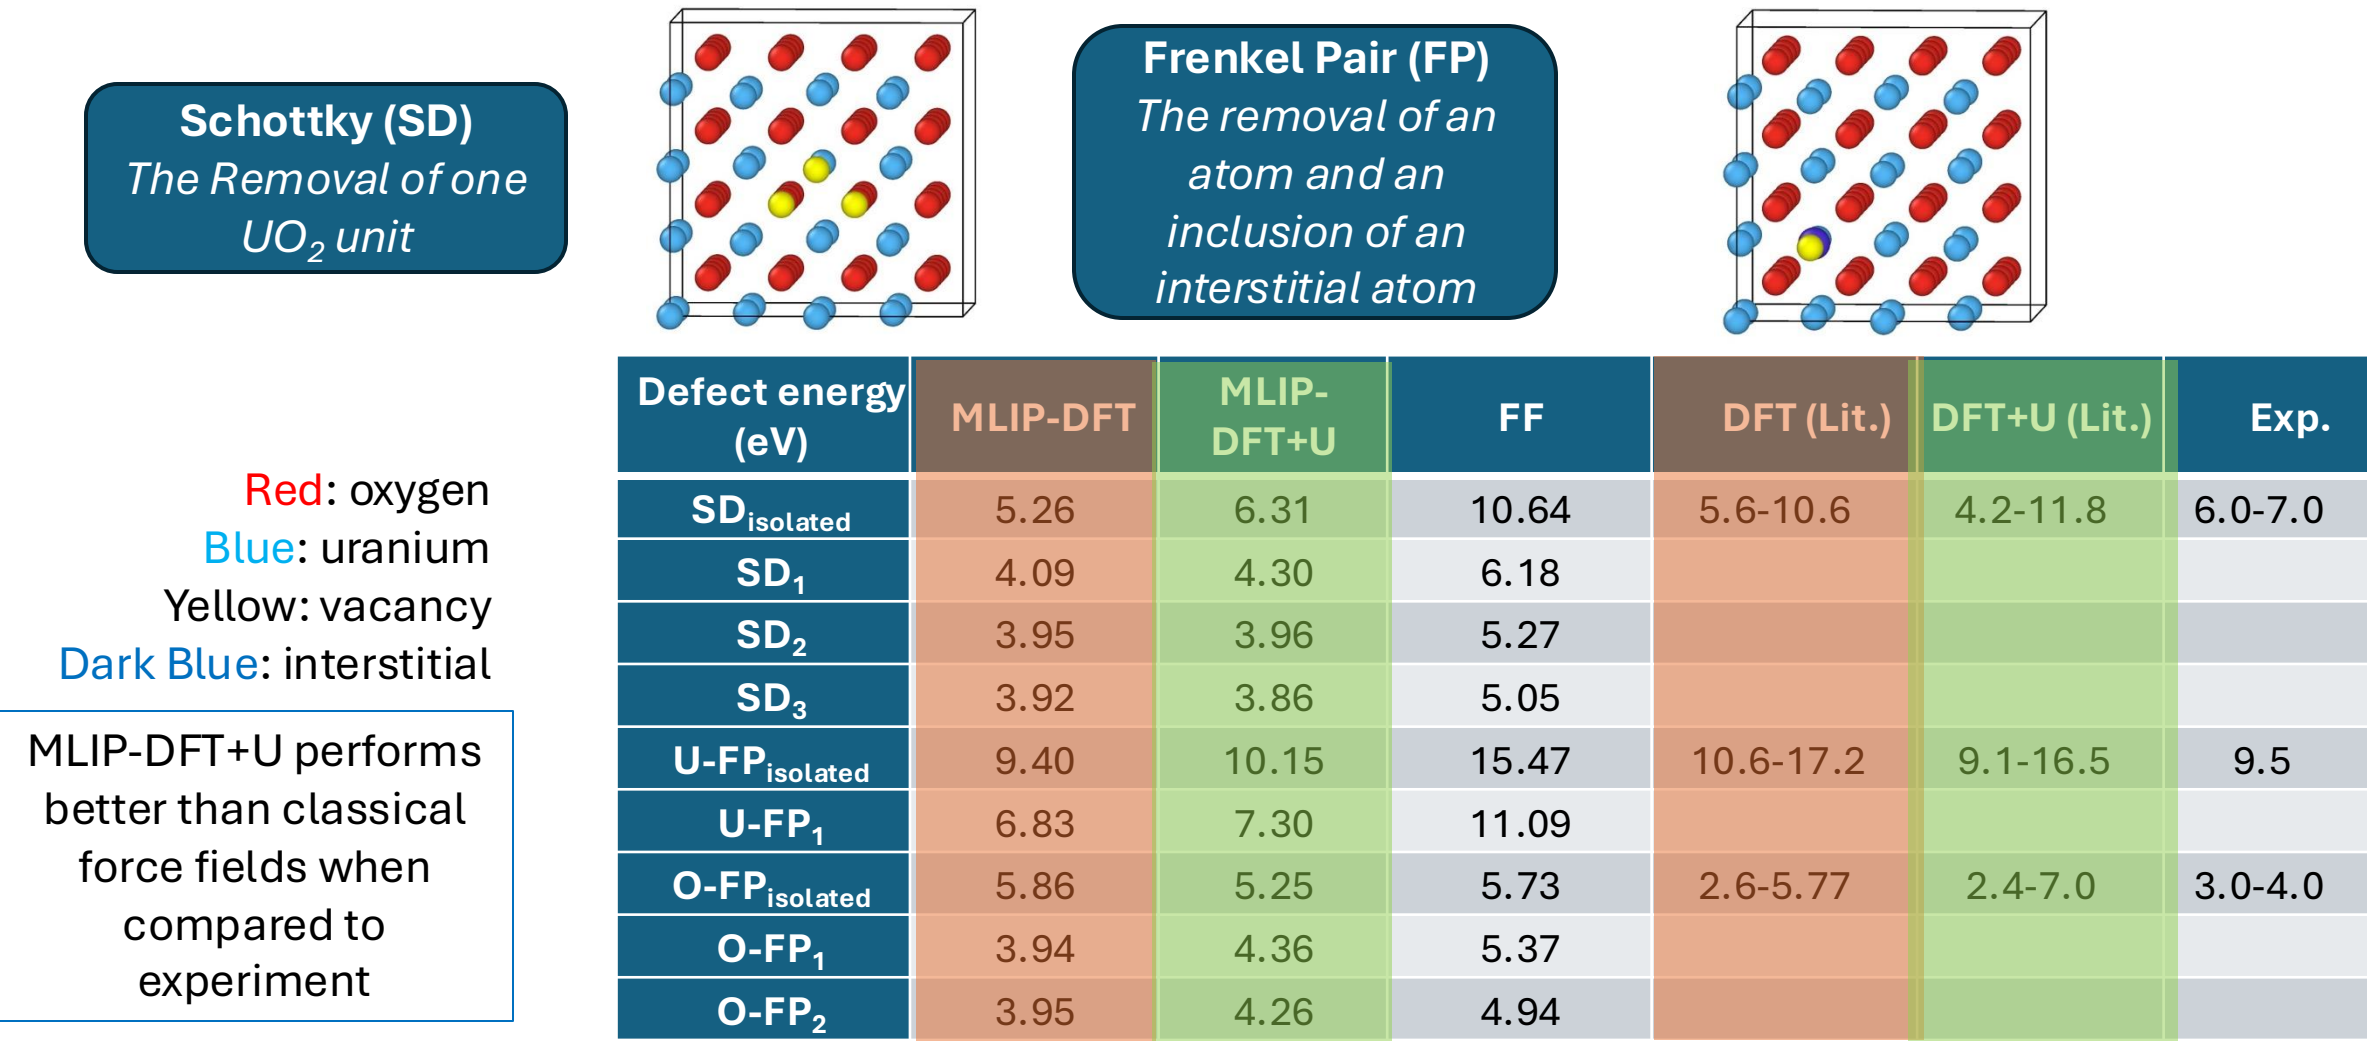 Schottky (SD)
The Removal of one
UO₂ unit
Frenkel Pair (FP)
The removal of an
atom and an
inclusion of an
interstitial atom
Red: oxygen
Blue: uranium
Yellow: vacancy
Dark Blue: interstitial
MLIP-DFT+U performs
better than classical
force fields when
compared to
experiment
Defect energy (eV) MLIP-DFT MLIP-DFT+U FF DFT (Lit.) DFT+U (Lit.) Exp.
SD isolated 5.26 6.31 10.64 5.6-10.6 4.2-11.8 6.0-7.0
SD₁ 4.09 4.30 6.18
SD₂ 3.95 3.96 5.27
SD₃ 3.92 3.86 5.05
U-FP isolated 9.40 10.15 15.47 10.6-17.2 9.1-16.5 9.5
U-FP₁ 6.83 7.30 11.09
O-FP isolated 5.86 5.25 5.73 2.6-5.77 2.4-7.0 3.0-4.0
O-FP₁ 3.94 4.36 5.37
O-FP₂ 3.95 4.26 4.94